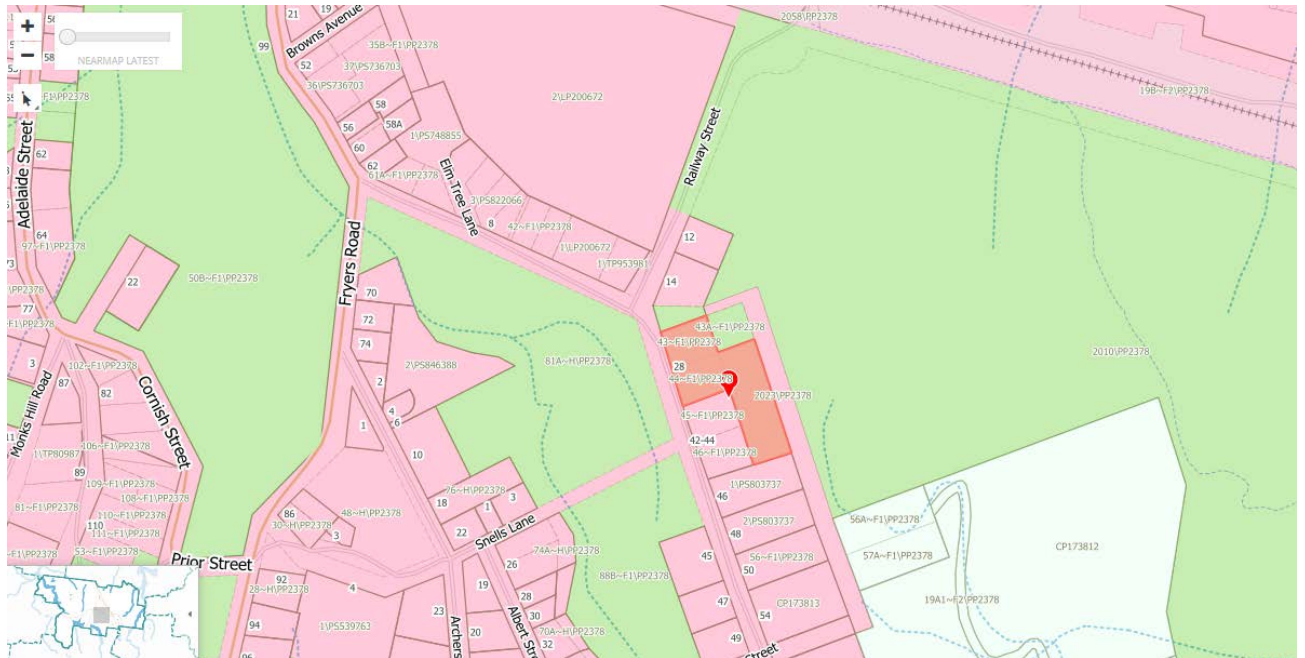 21
19
Browns Avenue
35B~F1\PP2378
2058\PP2378
99
52
37\PS736703
36\PS736703
NEARMAP LATEST
19B~F2\PP2378
2\LP200672
58
58A
56
60
62
1\PS748855
61A~F1\PP2378
Elm Tree Lane
3\PS822066
8
42~F1\PP2378
1\LP200672
1\TP953981
Railway Street
Adelaide Street
62
64
97~F1\PP2378
Fryers Road
12
14
50B~F1\PP2378
22
77
70
72
74
2\PS846388
81A~H\PP2378
43A~F1\PP2378
43~F1\PP2378
28
44~F1\PP2378
2023\PP2378
45~F1\PP2378
42-44
46~F1\PP2378
2010\PP2378
3
102~F1\PP2378
87
82
Cornish Street
Monks Hill Road
106~F1\PP2378
1\TP80987
89
109~F1\PP2378
108~F1\PP2378
81~F1\PP2378
110~F1\PP2378
111~F1\PP2378
110
53~F1\PP2378
2
4
6
1
10
1\PS803737
46
2\PS803737
48
76~H\PP2378
3
1
18
22
Snells Lane
86
30~H\PP2378
3
48~H\PP2378
Prior Street
56A~F1\PP2378
57A~F1\PP2378
CP173812
56~F1\PP2378
50
45
74A~H\PP2378
26
88B~F1\PP2378
92
28~H\PP2378
4
19
28
30
47
54
CP173813
19A1~F2\PP2378
94
1\PS539763
23
20
Archers
Albert Str
70A~H\PP2378
32
49
Street
96